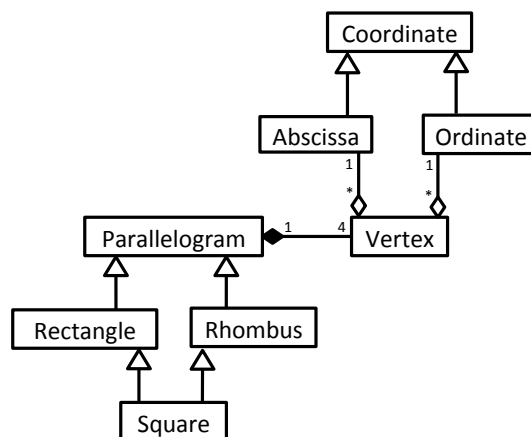 Coordinate
Abscissa
Ordinate
1
1
*
*
Parallelogram
1
4
Vertex
Rectangle
Rhombus
Square